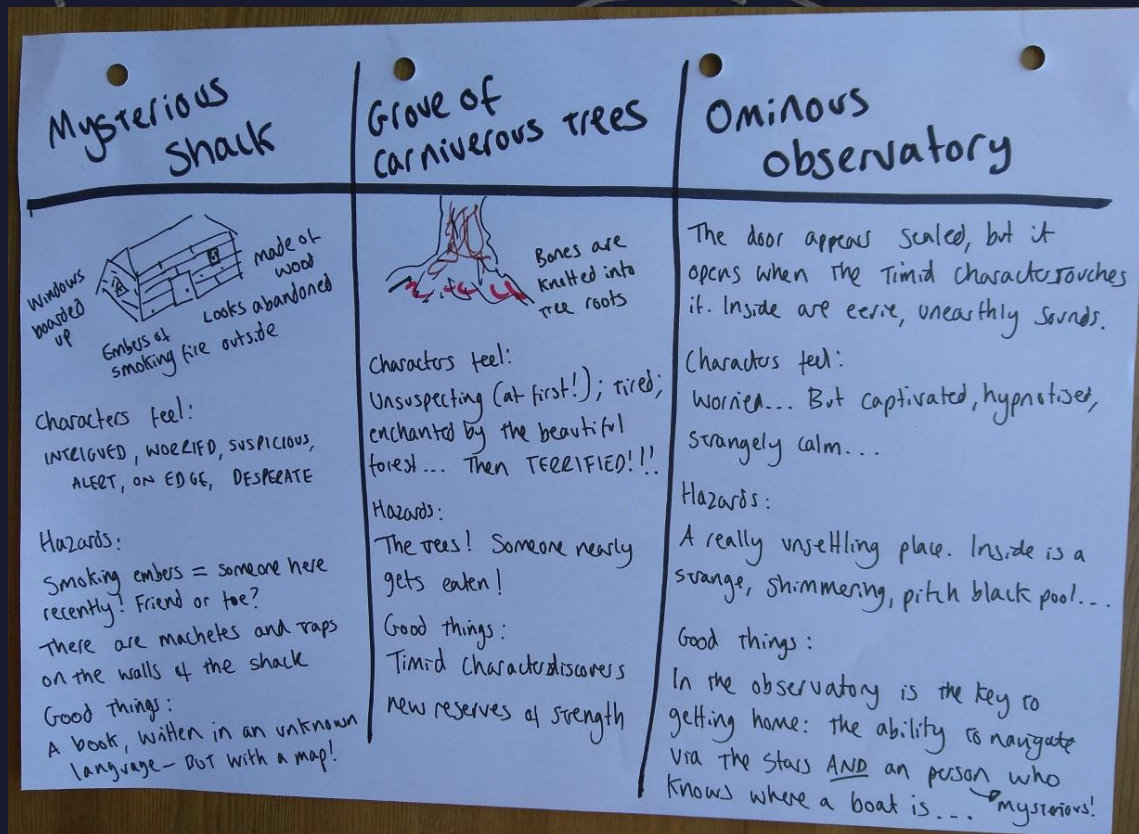 Mysterious
Shack
Windows
boarded
up
made of
wood
Looks abandoned
Embers of
smoking fire outside
Characters feel:
INTRIGUED, WORRIED, SUSPICIOUS,
ALERT, ON EDGE, DESPERATE
Hazards:
Smoking embers = someone here
recently! Friend or foe?
There are machetes and traps
on the walls of the shack
Good things:
A book, written in an unknown
language – BUT with a map!
Grove of
carniverous trees
Bones are
knitted into
tree roots
Characters feel:
Unsuspecting (at first!); tired;
enchanted by the beautiful
forest... Then TERRIFIED!!!
Hazards:
The trees! Someone nearly
gets eaten!
Good things:
Timid character discovers
new reserves of strength
Ominous
observatory
The door appears sealed, but it
opens when the Timid character touches
it. Inside are eerie, unearthly sounds.
Characters feel:
worried... But captivated, hypnotised,
strangely calm...
Hazards:
A really unsettling place. Inside is a
strange, shimmering, pitch black pool...
Good things:
In the observatory is the key to
getting home: the ability to navigate
via the stars AND an person who
knows where a boat is... mysterious!